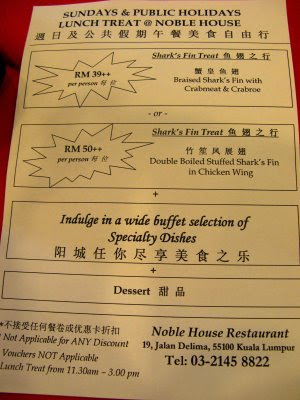 SUNDAYS & PUBLIC HOLIDAYS
LUNCH TREAT @ NOBLE HOUSE
週日及公共假期午餐美食自由行
Shark's Fin Treat 鱼翅之行
RM 39++
per person 每位
蟹皇鱼翅
Braised Shark's Fin with
Crabmeat & Crabroe
- or -
Shark's Fin Treat 鱼翅之行
RM 50++
per person 每位
竹笙凤展翅
Double Boiled Stuffed Shark's Fin
in Chicken Wing
+
Indulge in a wide buffet selection of
Specialty Dishes
阳城任你尽享美食之乐
+
Dessert 甜品
*不接受任何餐卷或优惠卡折扣
Not Applicable for ANY Discount
Vouchers NOT Applicable
Lunch Treat from 11.30am – 3.00 pm
Noble House Restaurant
19, Jalan Delima, 55100 Kuala Lumpur
Tel: 03-2145 8822